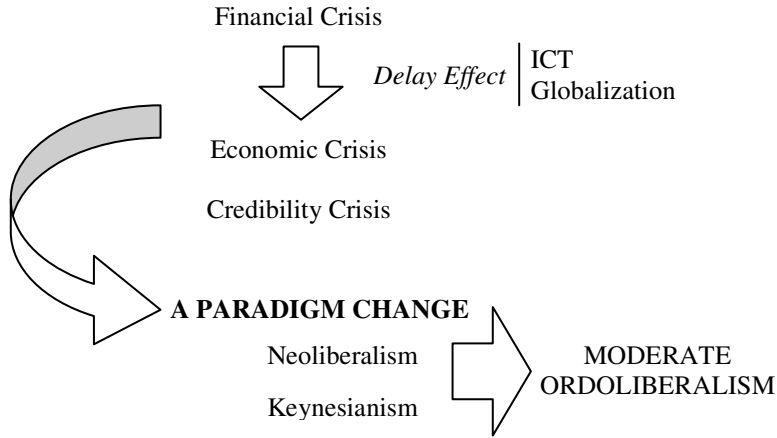 Financial Crisis
Delay Effect
ICT
Globalization
Economic Crisis
Credibility Crisis
A PARADIGM CHANGE
Neoliberalism
Keynesianism
MODERATE
ORDOLIBERALISM